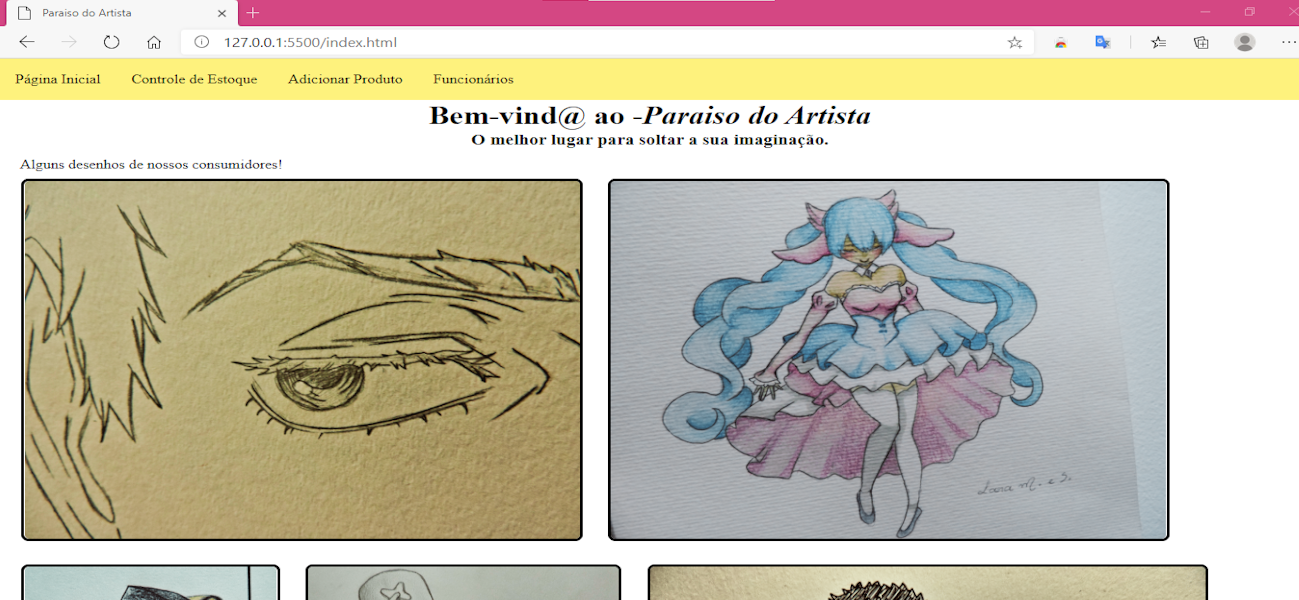 Paraiso do Artista
127.0.0.1:5500/index.html
Página Inicial Controle de Estoque Adicionar Produto Funcionários
Bem-vind@ ao -Paraiso do Artista
O melhor lugar para soltar a sua imaginação.
Alguns desenhos de nossos consumidores!
Lara M. e S.